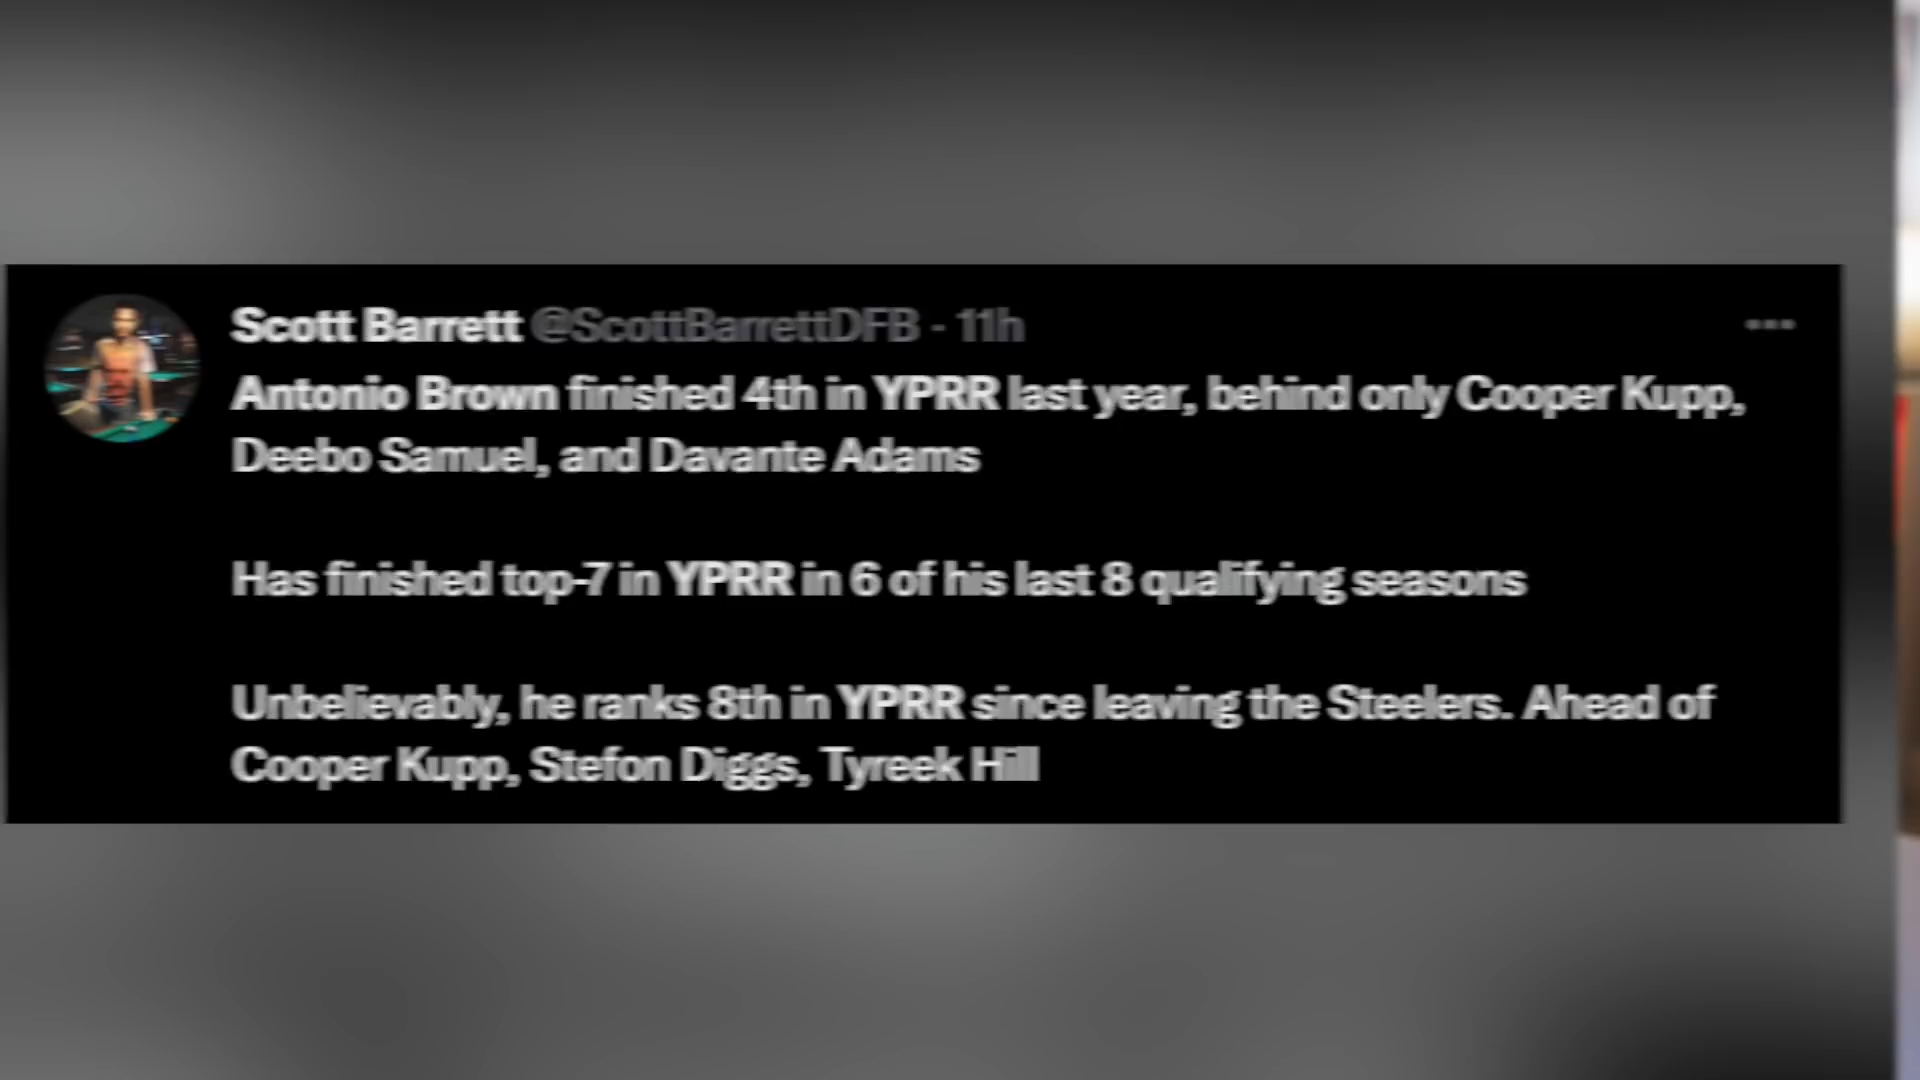 Scott Barrett @ScottBarrettDFB - 11h
Antonio Brown finished 4th in YPRR last year, behind only Cooper Kupp,
Deebo Samuel, and Davante Adams
Has finished top-7 in YPRR in 6 of his last 8 qualifying seasons
Unbelievably, he ranks 8th in YPRR since leaving the Steelers. Ahead of
Cooper Kupp, Stefon Diggs, Tyreek Hill